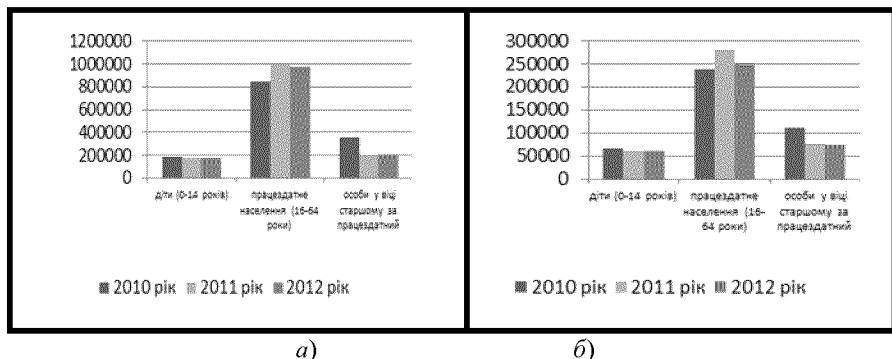 1200000
1000000
800000
600000
400000
200000
0
діти (0-14 років)
працездатне
населення (16-64
роки)
особи у віці
старшому за
працездатний
2010 рік 2011 рік 2012 рік
300000
250000
200000
150000
100000
50000
0
діти (0-14 років)
працездатне
населення (16-
64 роки)
особи у віці
старшому за
працездатний
2010 рік 2011 рік 2012 рік
а) б)